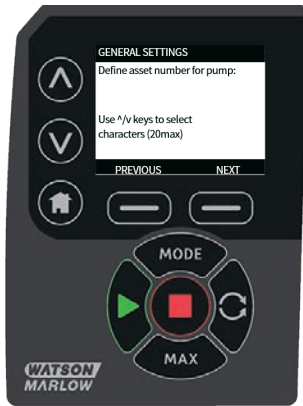 GENERAL SETTINGS
Define asset number for pump:
Use ^/v keys to select
characters (20max)
PREVIOUS NEXT
MODE
MAX
WATSON
MARLOW